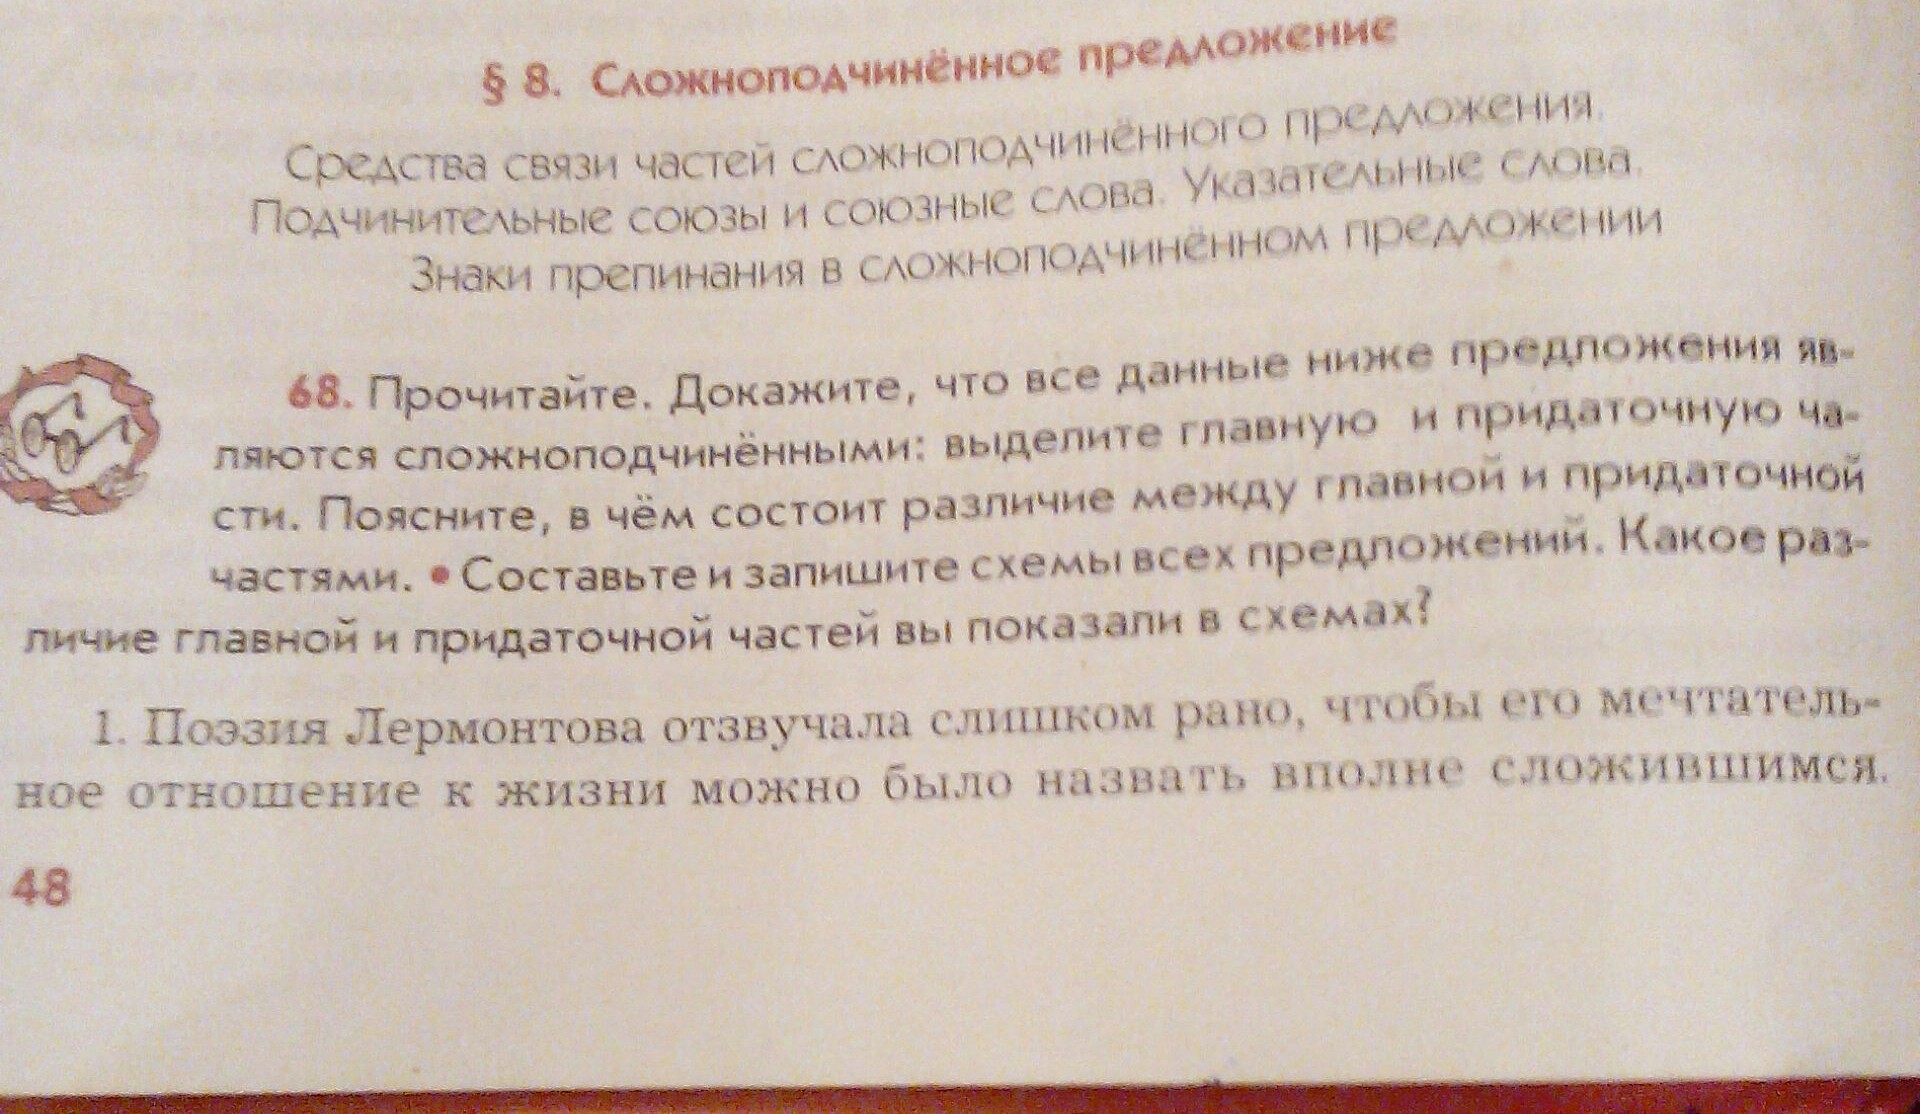 § 8. Сложноподчинённое предложение
Средства связи частей сложноподчинённого предложения.
Подчинительные союзы и союзные слова. Указательные слова.
Знаки препинания в сложноподчинённом предложении
68. Прочитайте. Докажите, что все данные ниже предложения яв-
ляются сложноподчинёнными: выделите главную и придаточную ча-
сти. Поясните, в чём состоит различие между главной и придаточной
частями. • Составьте и запишите схемы всех предложений. Какое раз-
личие главной и придаточной частей вы показали в схемах?
1. Поэзия Лермонтова отзвучала слишком рано, чтобы его мечтатель-
ное отношение к жизни можно было назвать вполне сложившимся.
48